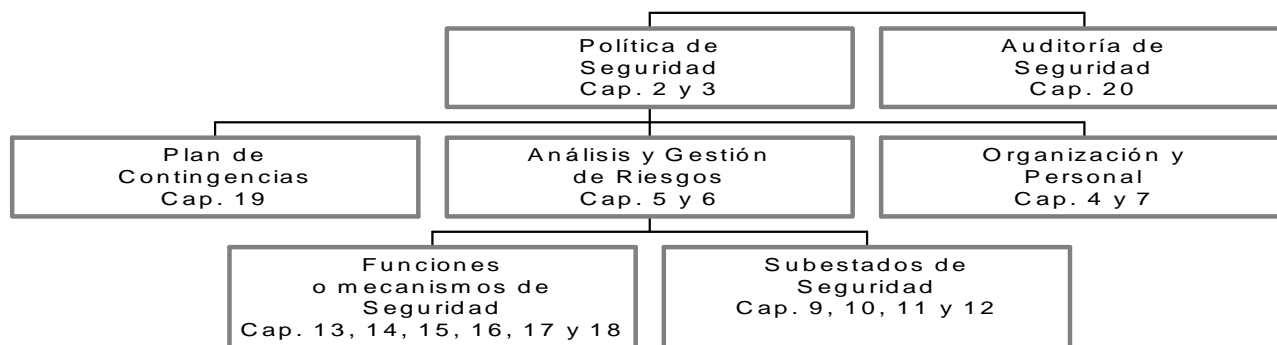 Política de
Seguridad
Cap. 2 y 3
Auditoría de
Seguridad
Cap. 20
Plan de
Contingencias
Cap. 19
Análisis y Gestión
de Riesgos
Cap. 5 y 6
Organización y
Personal
Cap. 4 y 7
Funciones
o mecanismos de
Seguridad
Cap. 13, 14, 15, 16, 17 y 18
Subestados de
Seguridad
Cap. 9, 10, 11 y 12